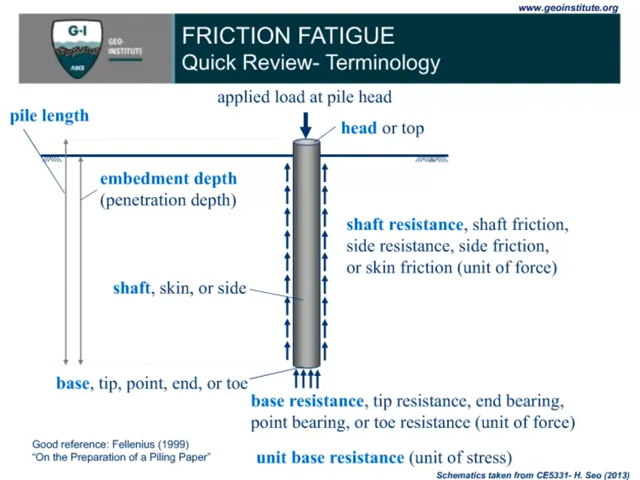 www.geoinstitute.org
G-I
GEO-
INSTITUTE
ASCE
FRICTION FATIGUE
Quick Review- Terminology
applied load at pile head
pile length
head or top
embedment depth
(penetration depth)
shaft resistance, shaft friction,
side resistance, side friction,
or skin friction (unit of force)
shaft, skin, or side
base, tip, point, end, or toe
base resistance, tip resistance, end bearing,
point bearing, or toe resistance (unit of force)
Good reference: Fellenius (1999)
“On the Preparation of a Piling Paper”
unit base resistance (unit of stress)
Schematics taken from CE5331- H. Seo (2013)